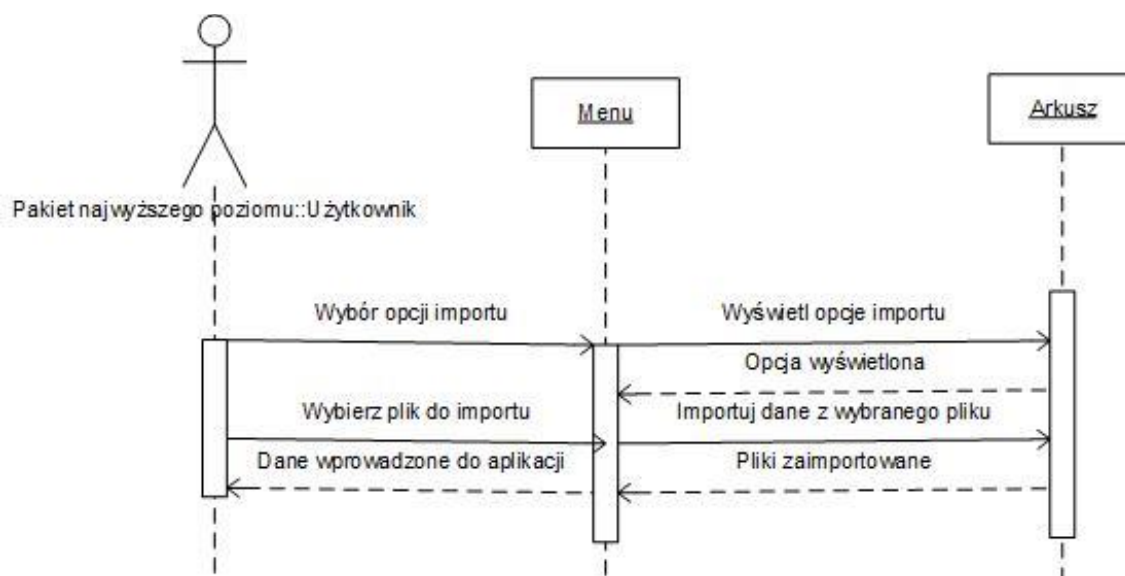 Menu
Arkusz
Pakiet najwyższego poziomu::Użytkownik
Wybór opcji importu
Wyświetl opcje importu
Opcja wyświetlona
Wybierz plik do importu
Importuj dane z wybranego pliku
Dane wprowadzone do aplikacji
Pliki zaimportowane